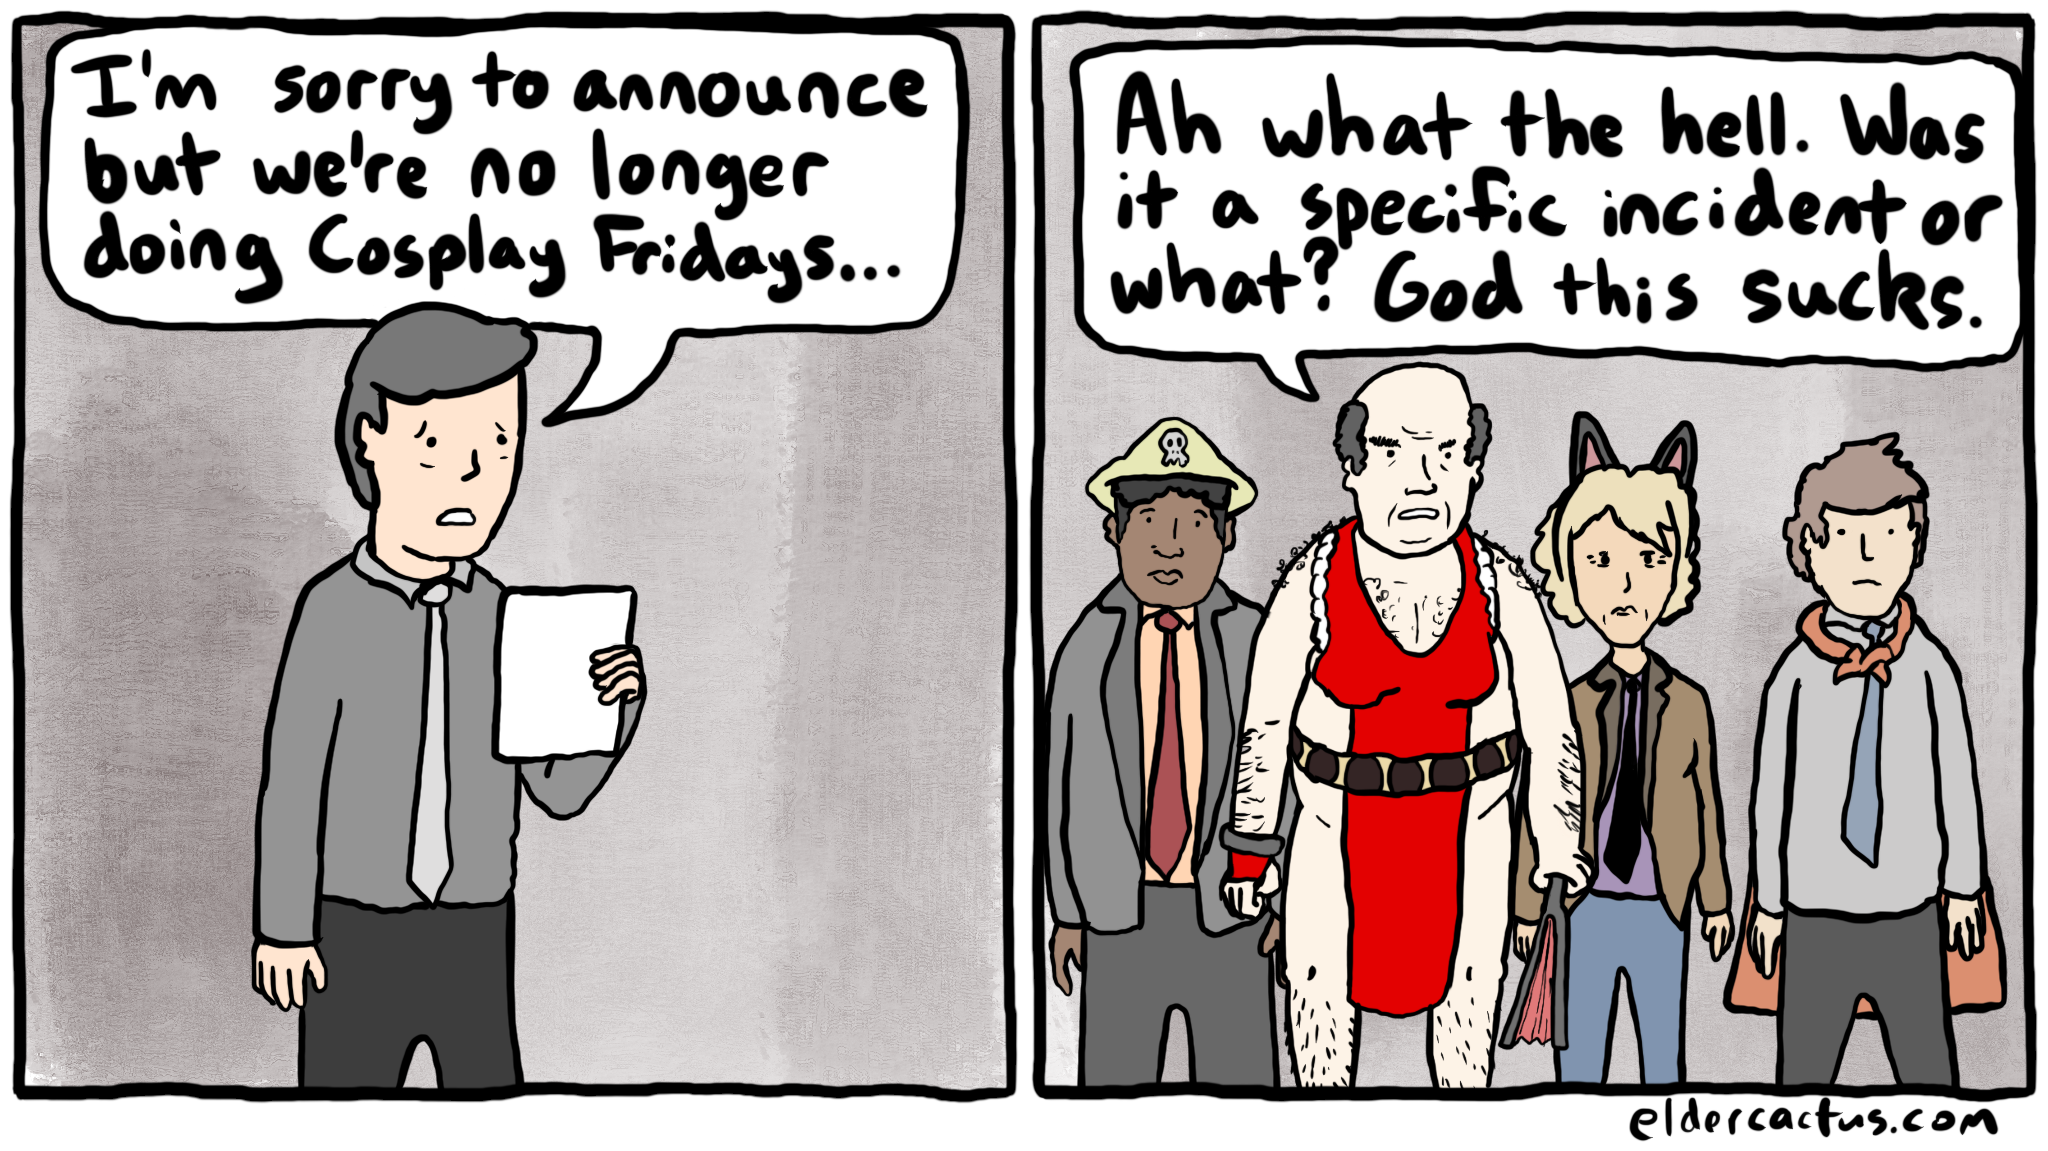 I'm sorry to announce
but we're no longer
doing Cosplay Fridays...
Ah what the hell. Was
it a specific incident or
what? God this sucks.
eldercactus.com